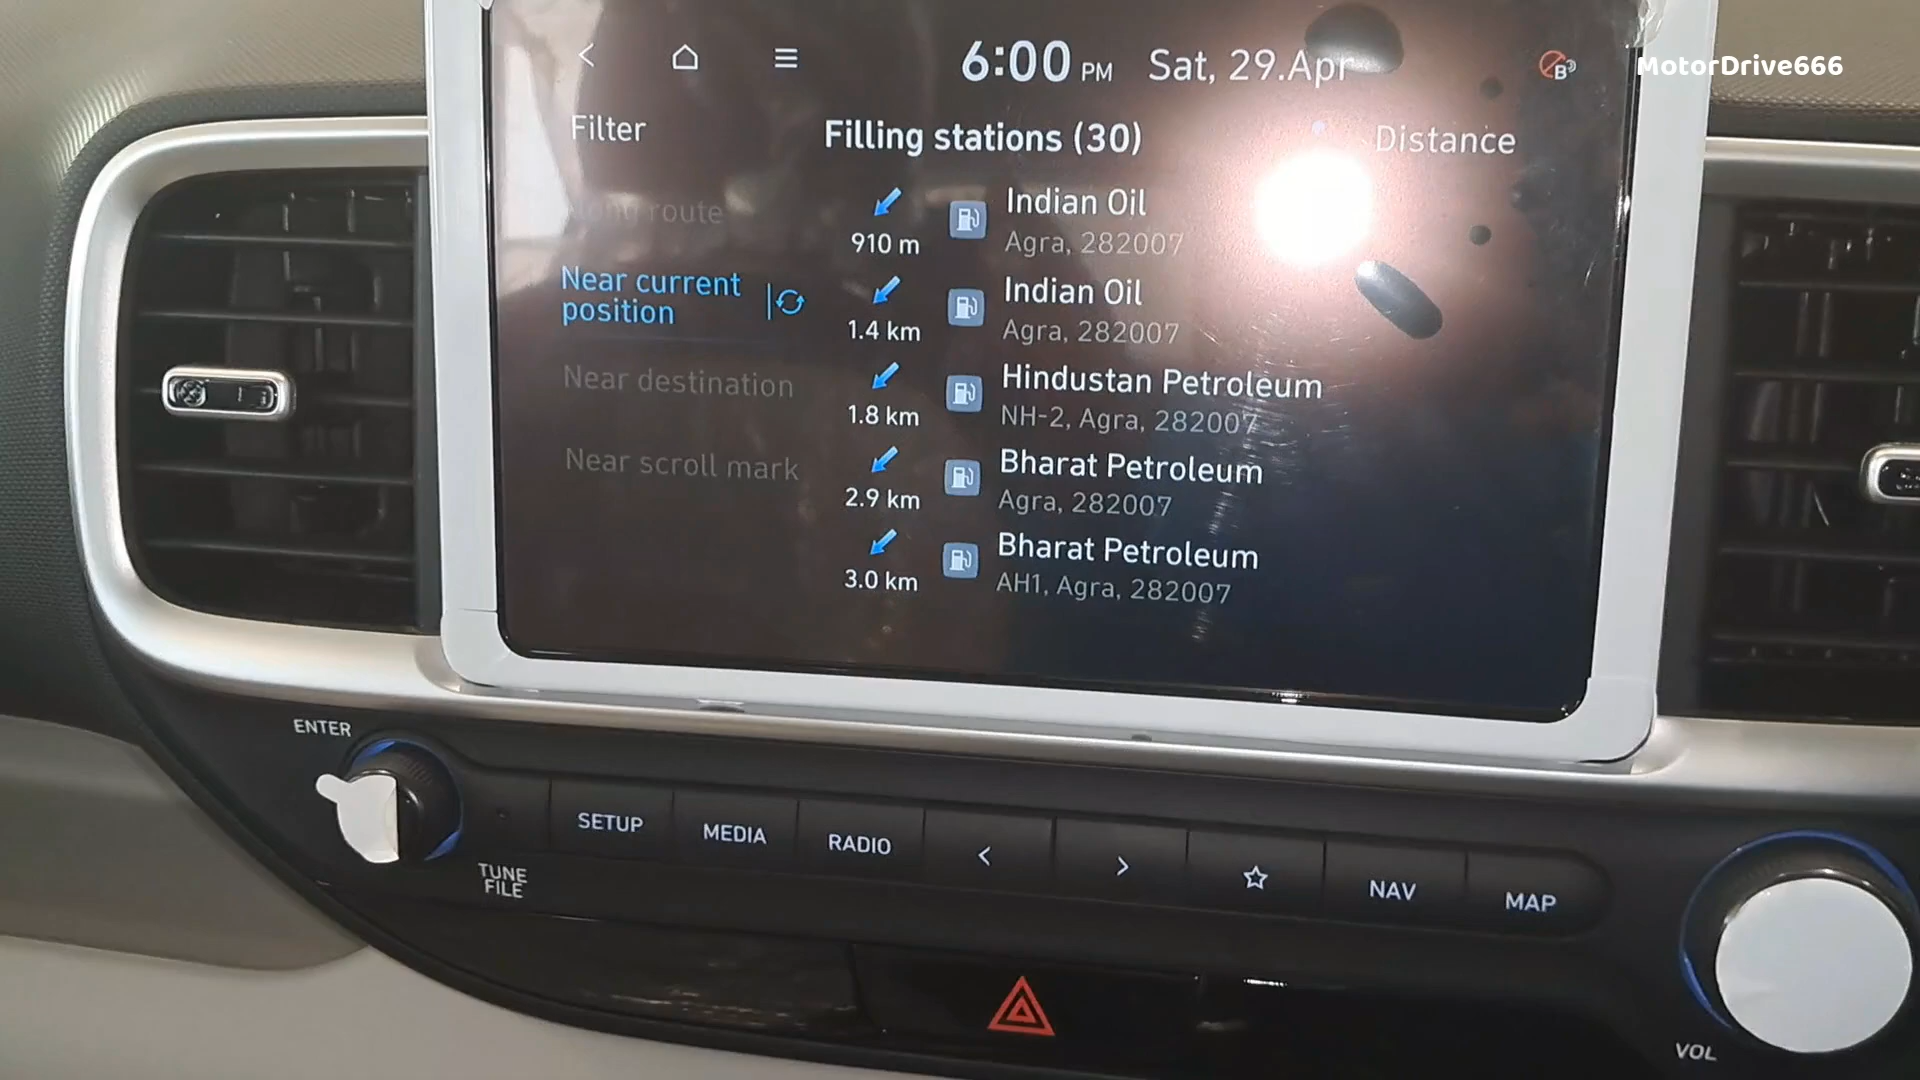 6:00 PM Sat, 29.Apr
MotorDrive666
Filter
Filling stations (30)
Distance
Along route
Near current
position
Near destination
Near scroll mark
910 m
Indian Oil
Agra, 282007
1.4 km
Indian Oil
Agra, 282007
1.8 km
Hindustan Petroleum
NH-2, Agra, 282007
2.9 km
Bharat Petroleum
Agra, 282007
3.0 km
Bharat Petroleum
AH1, Agra, 282007
ENTER
TUNE
FILE
SETUP
MEDIA
RADIO
<
>
NAV
MAP
VOL